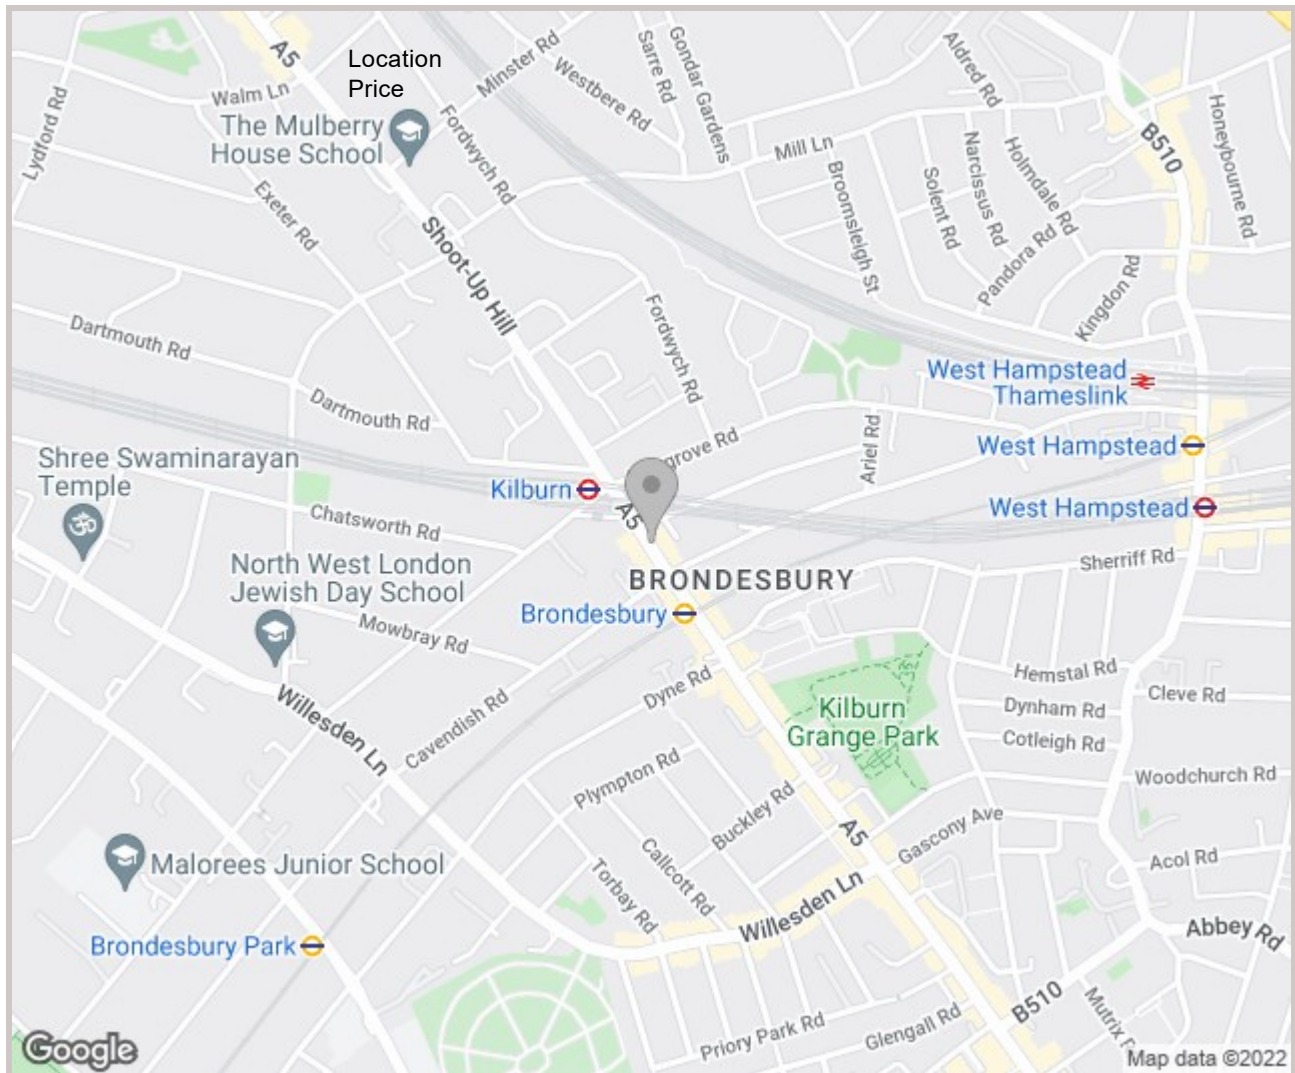 A5
Location
Price
Minster Rd
Sarre Rd
Gondar Gardens
Westbere Rd
Aldred Rd
Honeybourne Rd
Lydford Rd
Walm Ln
The Mulberry
House School
Fordwych Rd
Mill Ln
B510
Exeter Rd
Shoot-Up Hill
Broomsleigh St
Solent Rd
Narcissus Rd
Holmdale Rd
Pandora Rd
Kingdon Rd
Dartmouth Rd
Fordwych Rd
Dartmouth Rd
West Hampstead
Thameslink
Ariel Rd
West Hampstead
Shree Swaminarayan
Temple
Kilburn
A5
West Hampstead
Chatsworth Rd
Sherriff Rd
North West London
Jewish Day School
BRONDESBURY
Brondesbury
Mowbray Rd
Hemstal Rd
Willesden Ln
Cavendish Rd
Dyne Rd
Kilburn
Grange Park
Cleve Rd
Dynham Rd
Cotleigh Rd
Woodchurch Rd
Plympton Rd
Buckley Rd
A5
Gascony Ave
Malorees Junior School
Callcott Rd
Torbay Rd
Acol Rd
Willesden Ln
Abbey Rd
Brondesbury Park
B510
Mutrix
Priory Park Rd
Glengall Rd
Google
Map data ©2022